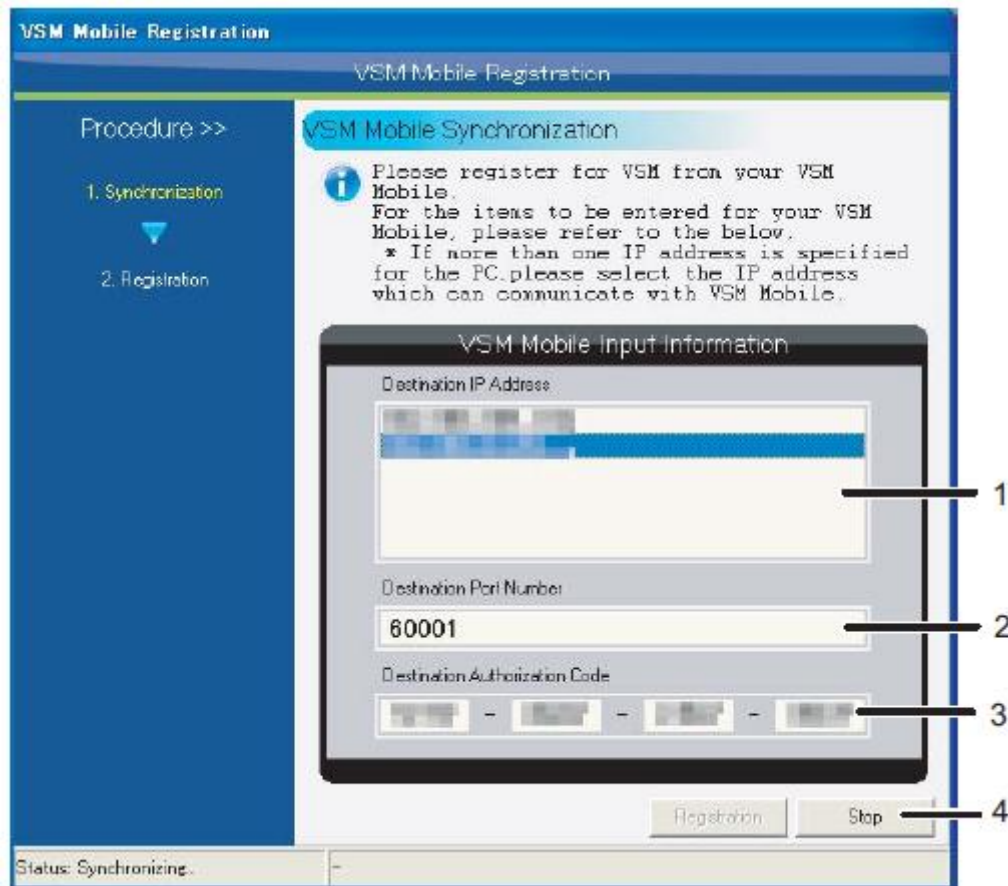 VSM Mobile Registration
VSM Mobile Registration
Procedure >>
1. Synchronization
2. Registration
VSM Mobile Synchronization
Please register for VSM from your VSM
Mobile.
For the items to be entered for your VSM
Mobile, please refer to the below.
* If more than one IP address is specified
for the PC.please select the IP address
which can communicate with VSM Mobile.
VSM Mobile Input Information
Destination IP Address
1
Destination Port Number
60001
2
Destination Authorization Code
- - -
3
Registration
Stop
4
Status: Synchronizing..
-